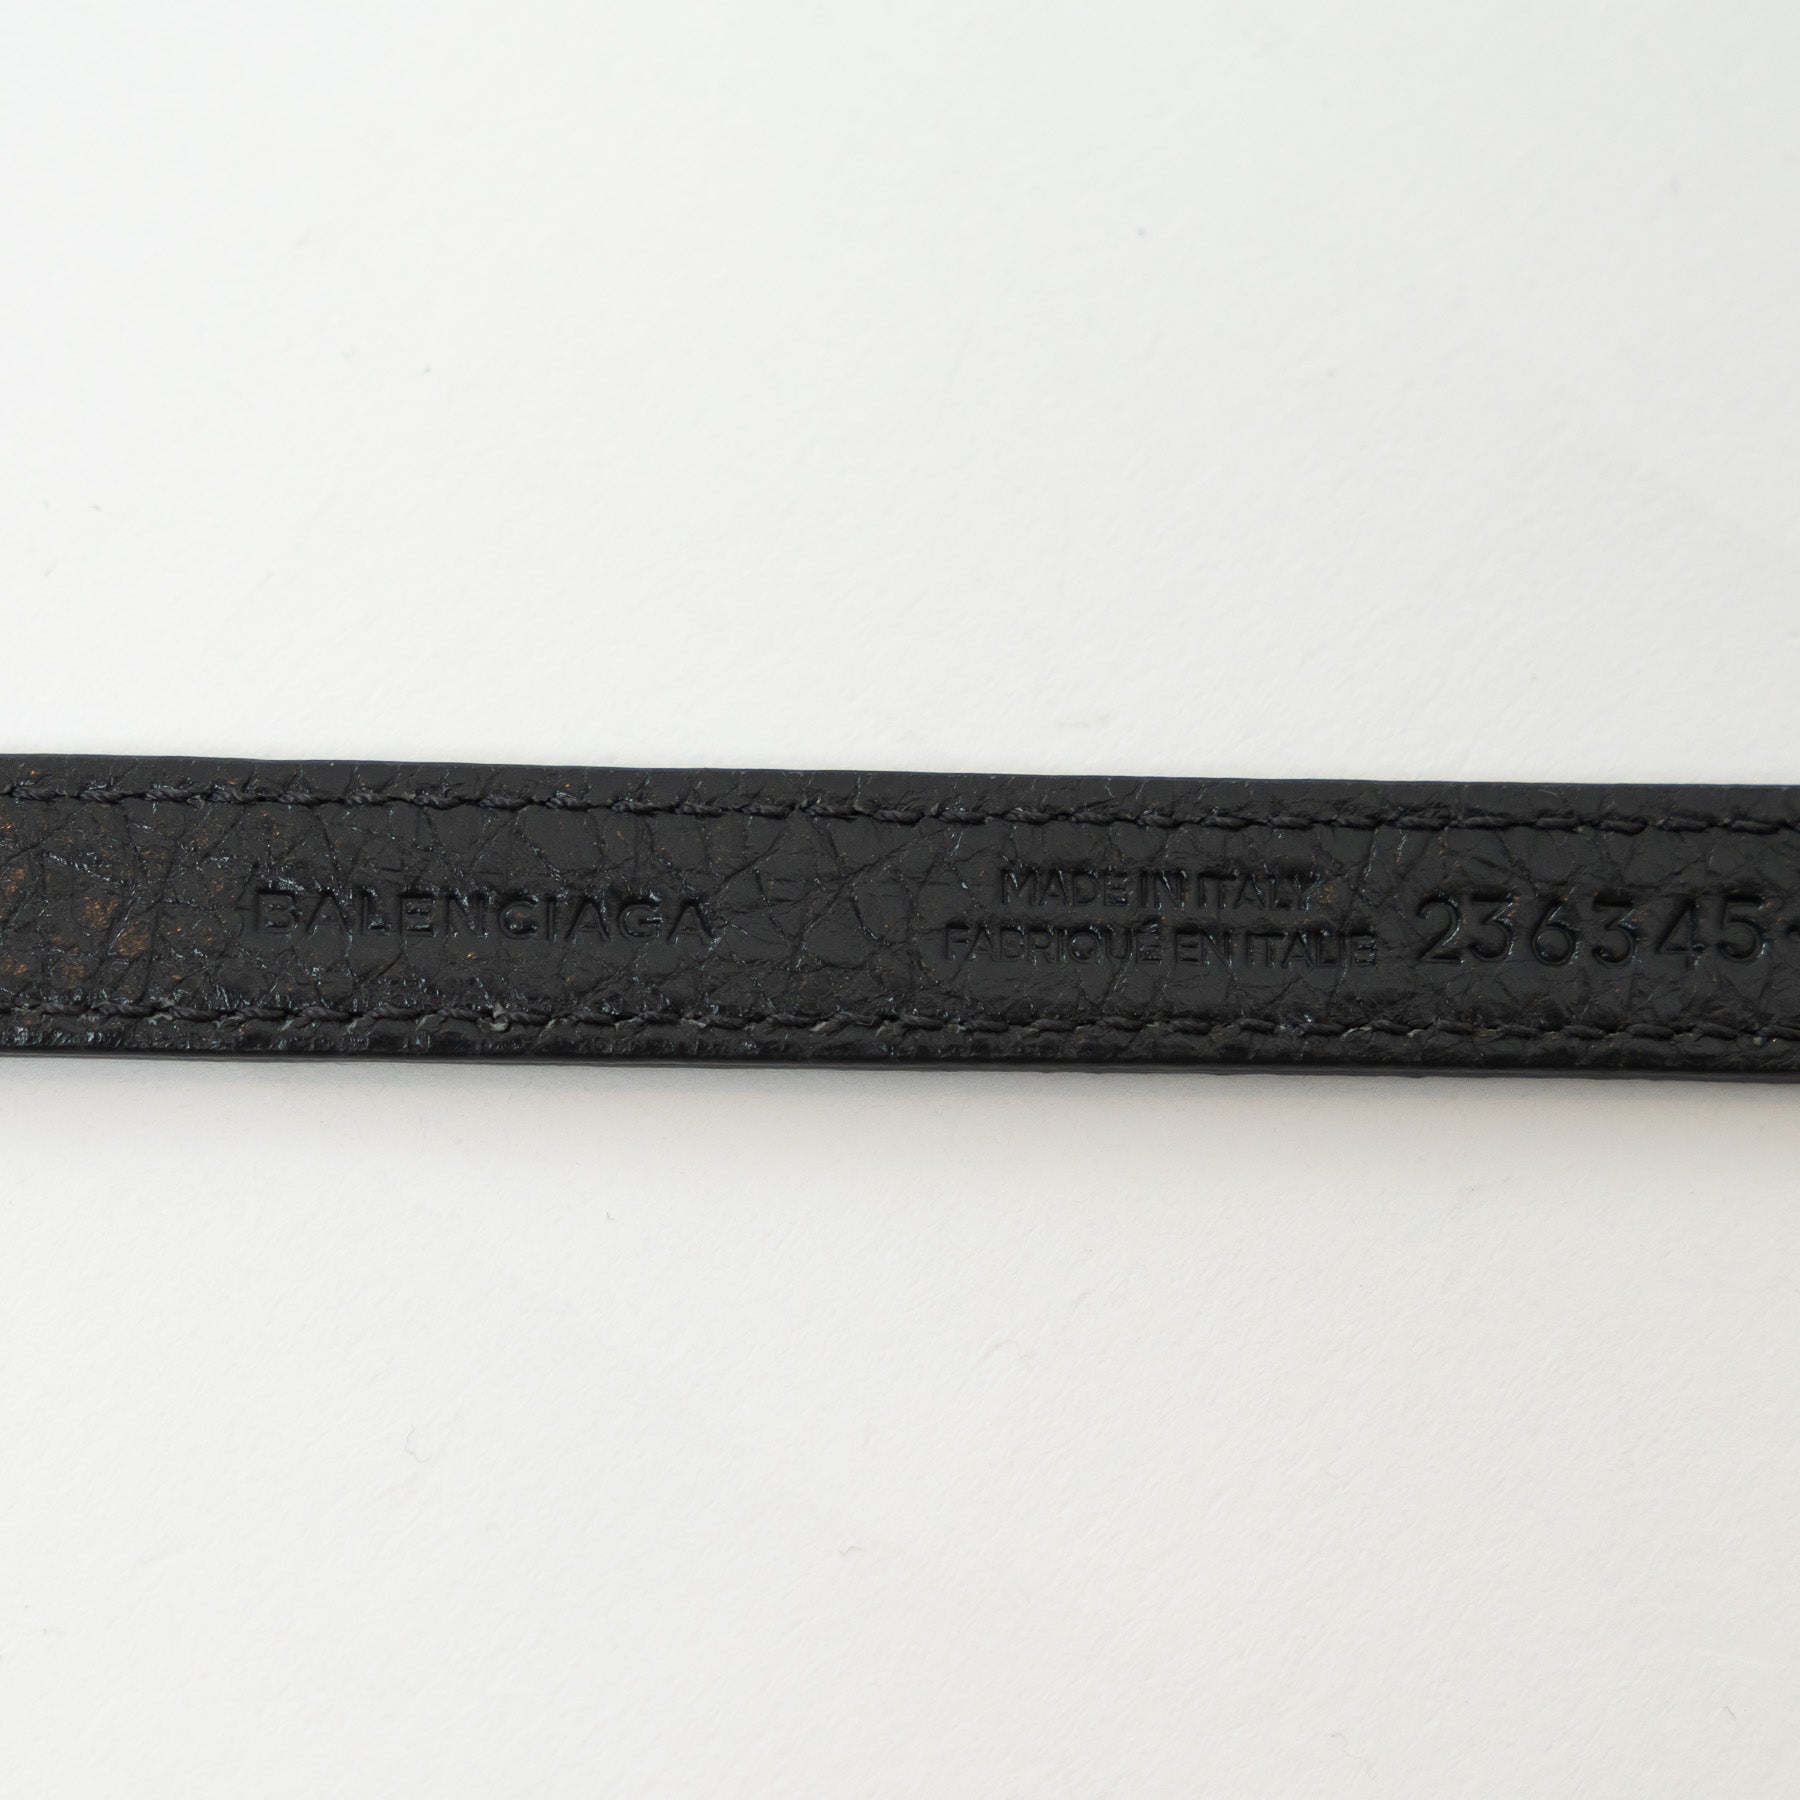 BALENCIAGA
MADE IN ITALY
FABRIQUÉ EN ITALIE
236345